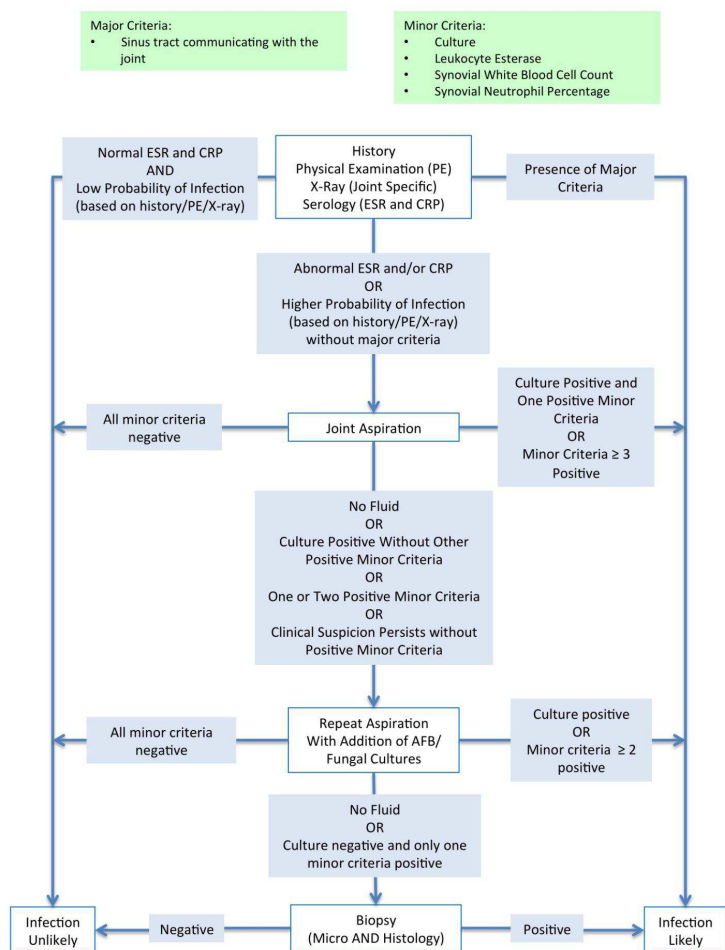 Major Criteria:
• Sinus tract communicating with the
joint
Minor Criteria:
• Culture
• Leukocyte Esterase
• Synovial White Blood Cell Count
• Synovial Neutrophil Percentage
Normal ESR and CRP
AND
Low Probability of Infection
(based on history/PE/X-ray)
History
Physical Examination (PE)
X-Ray (Joint Specific)
Serology (ESR and CRP)
Presence of Major
Criteria
Abnormal ESR and/or CRP
OR
Higher Probability of Infection
(based on history/PE/X-ray)
without major criteria
All minor criteria
negative
Joint Aspiration
Culture Positive and
One Positive Minor
Criteria
OR
Minor Criteria ≥ 3
Positive
No Fluid
OR
Culture Positive Without Other
Positive Minor Criteria
OR
One or Two Positive Minor Criteria
OR
Clinical Suspicion Persists without
Positive Minor Criteria
All minor criteria
negative
Repeat Aspiration
With Addition of AFB/
Fungal Cultures
Culture positive
OR
Minor criteria ≥ 2
positive
No Fluid
OR
Culture negative and only one
minor criteria positive
Infection
Unlikely
Negative
Biopsy
(Micro AND Histology)
Positive
Infection
Likely